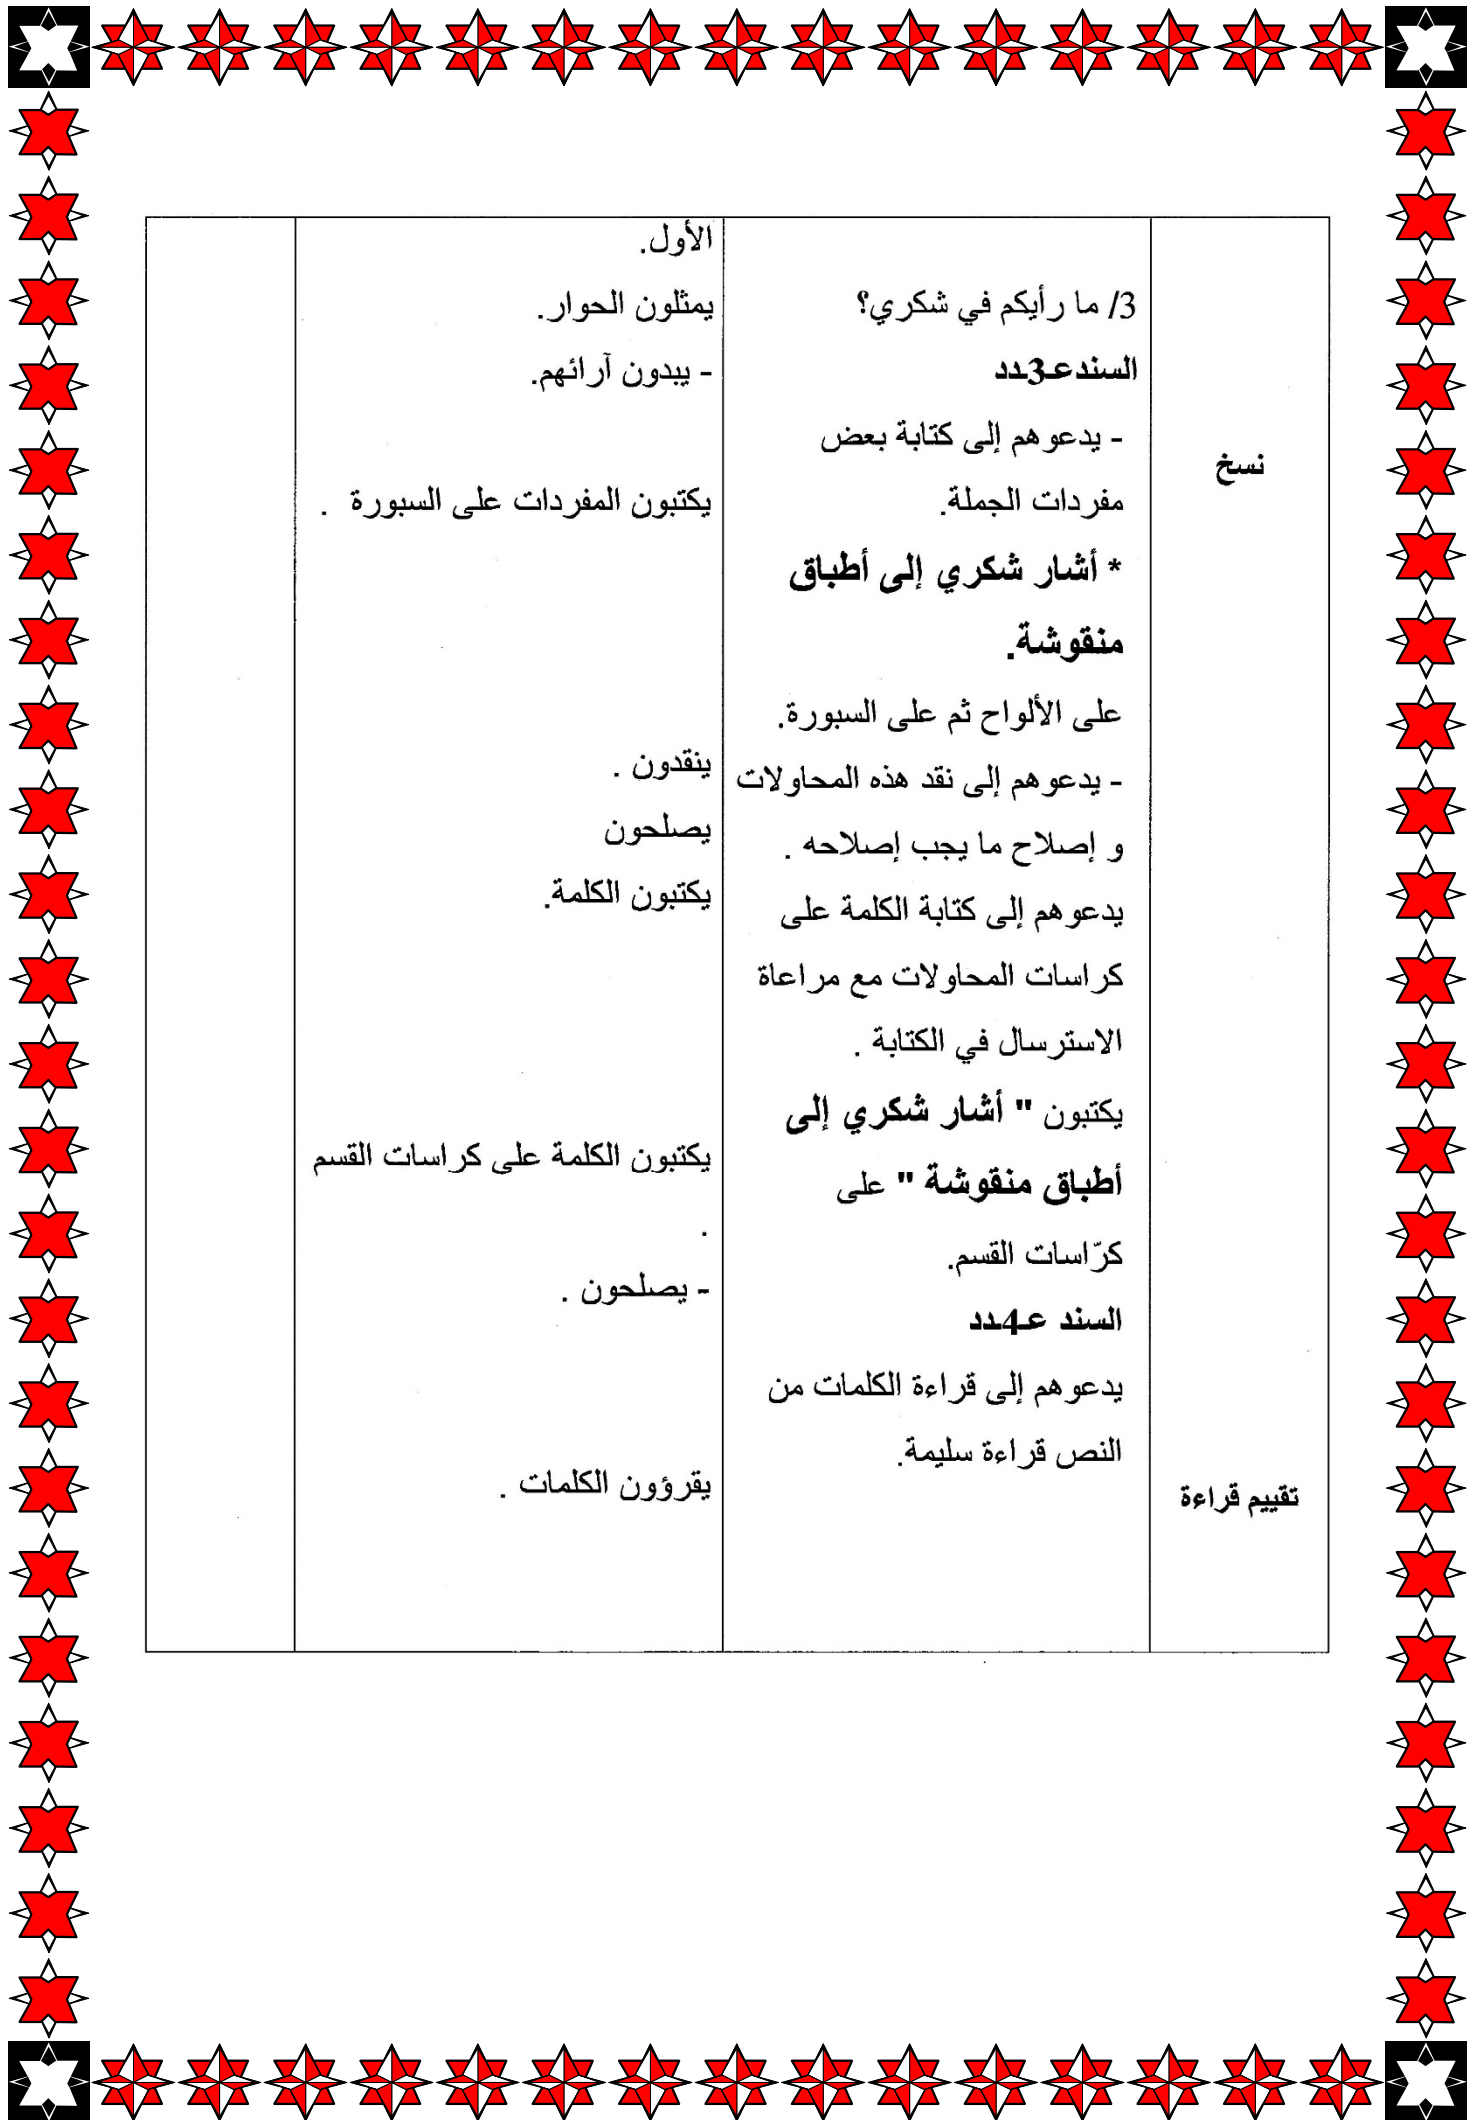 نسخ
تقييم قراءة
3/ ما رأيكم في شكري؟
السندعـ3ـدد
- يدعوهم إلى كتابة بعض
مفردات الجملة.
* أشار شكري إلى أطباق
منقوشة.
على الألواح ثم على السبورة.
- يدعوهم إلى نقد هذه المحاولات
و إصلاح ما يجب إصلاحه .
يدعوهم إلى كتابة الكلمة على
كراسات المحاولات مع مراعاة
الاسترسال في الكتابة .
يكتبون " أشار شكري إلى
أطباق منقوشة " على
كرّاسات القسم.
السند عـ4ـدد
يدعوهم إلى قراءة الكلمات من
النص قراءة سليمة.
الأول.
يمثلون الحوار.
- يبدون آرائهم.
يكتبون المفردات على السبورة .
ينقدون .
يصلحون
يكتبون الكلمة.
يكتبون الكلمة على كراسات القسم
.
- يصلحون .
يقرؤون الكلمات .